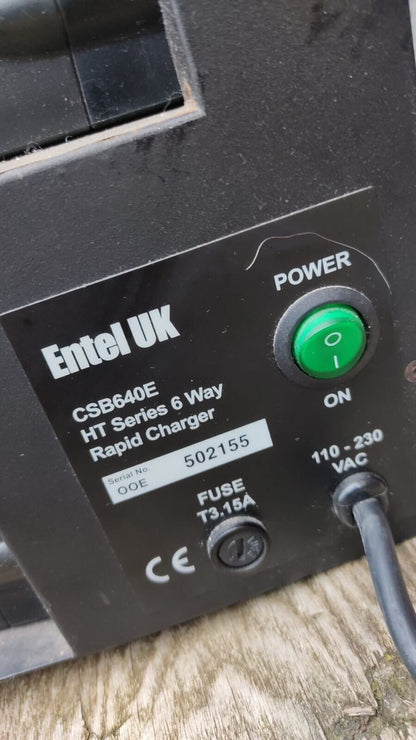 Entel UK
CSB640E
HT Series 6 Way
Rapid Charger
Serial No.
OOE 502155
POWER
O
I
ON
110 - 230
VAC
FUSE
T3.15A
CE